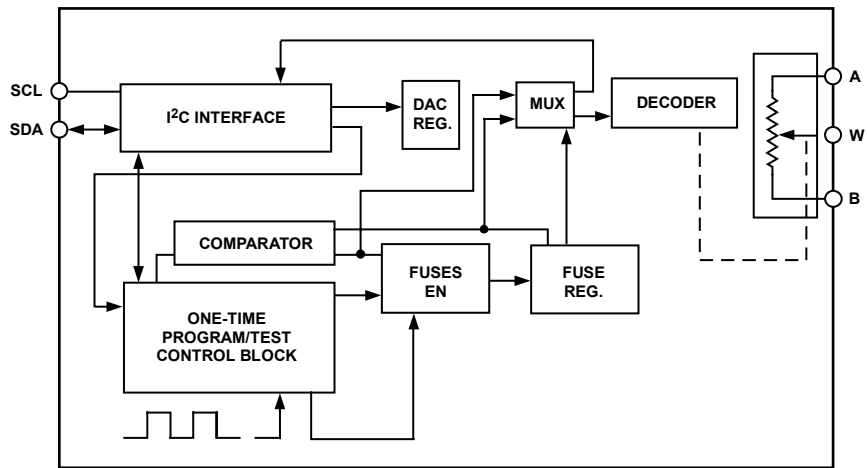 SCL
SDA
I²C INTERFACE
DAC
REG.
MUX
DECODER
A
W
B
COMPARATOR
FUSES
EN
FUSE
REG.
ONE-TIME
PROGRAM/TEST
CONTROL BLOCK